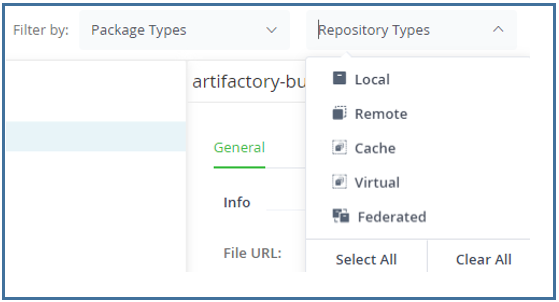 Filter by: Package Types Repository Types
Local
artifactory-bu
Remote
General
Cache
Virtual
Info
Federated
File URL:
Select All Clear All